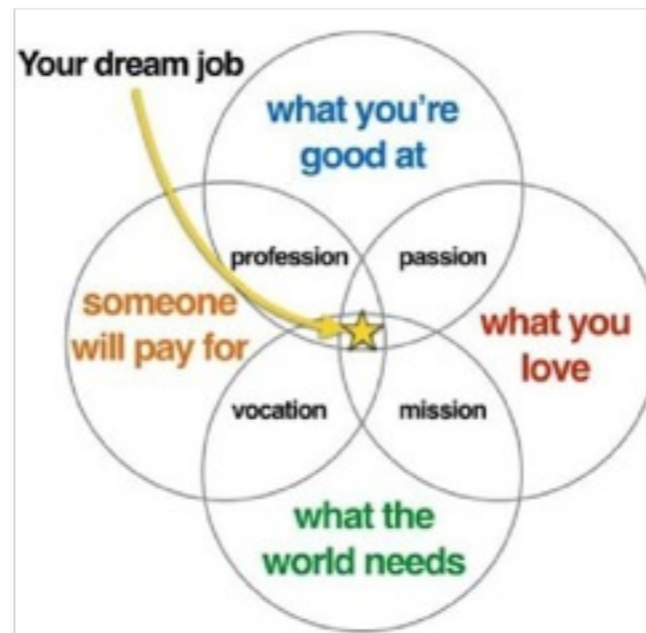 Your dream job
what you're
good at
profession
passion
someone
will pay for
what you
love
vocation
mission
what the
world needs